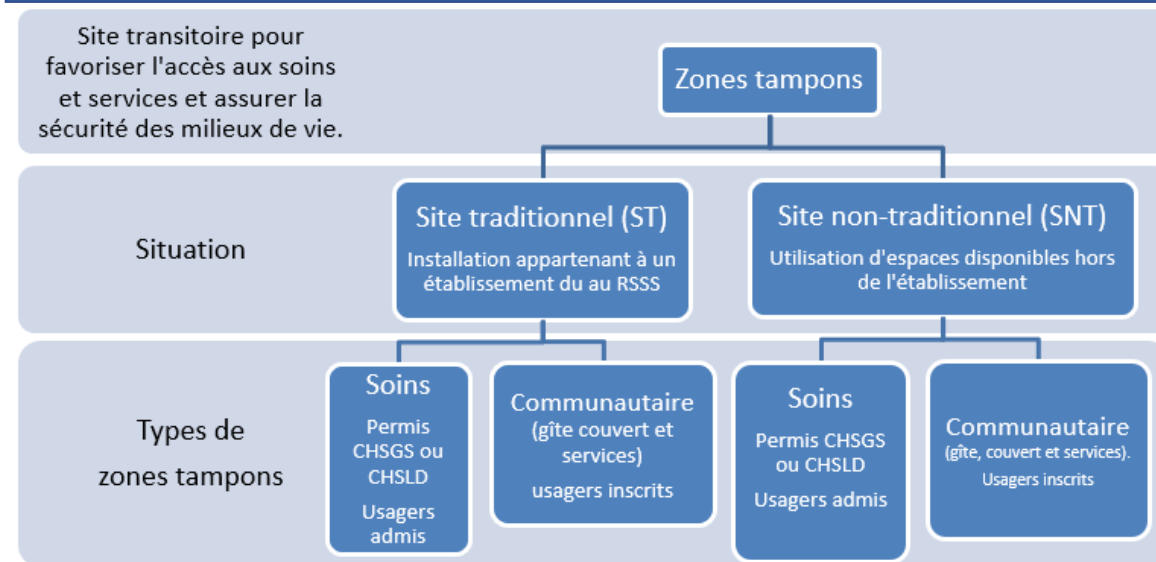 Site transitoire pour
favoriser l'accès aux soins
et services et assurer la
sécurité des milieux de vie.
Zones tampons
Situation
Site traditionnel (ST)
Installation appartenant à un
établissement du au RSSS
Site non-traditionnel (SNT)
Utilisation d'espaces disponibles hors
de l'établissement
Types de
zones tampons
Soins
Permis
CHSGS ou
CHSLD
Usagers
admis
Communautaire
(gîte couvert et
services)
usagers inscrits
Soins
Permis CHSGS
ou CHSLD
Usagers admis
Communautaire
(gîte, couvert et services).
Usagers inscrits